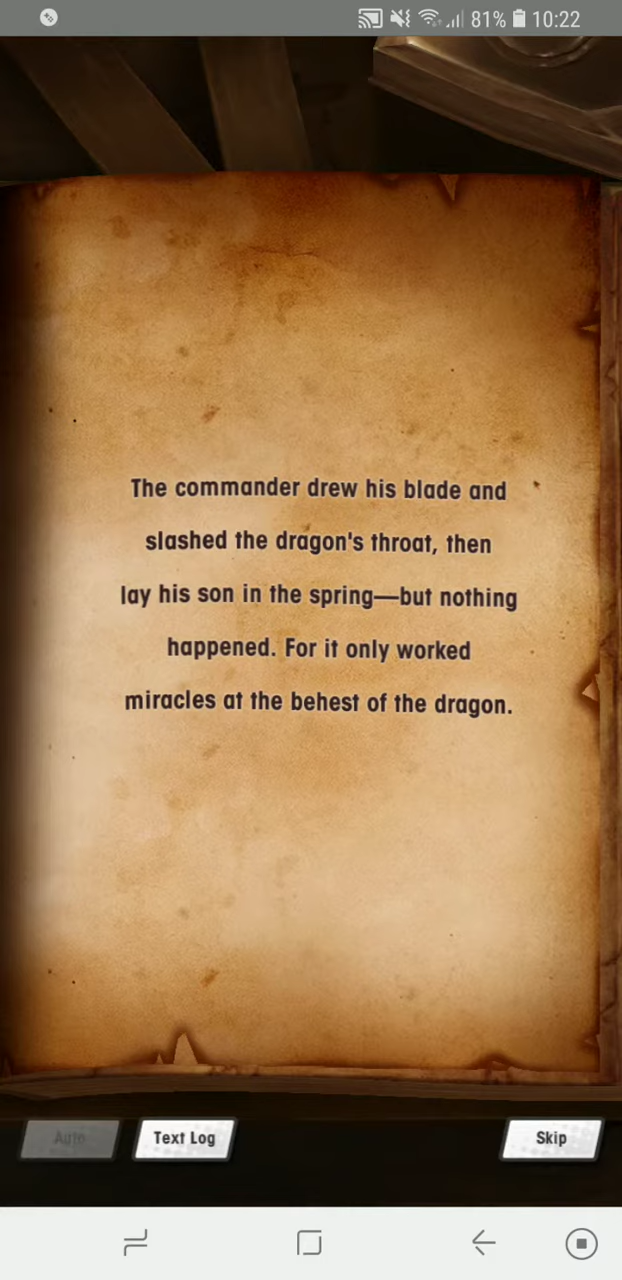 81% 10:22
The commander drew his blade and
slashed the dragon's throat, then
lay his son in the spring—but nothing
happened. For it only worked
miracles at the behest of the dragon.
Auto Text Log Skip